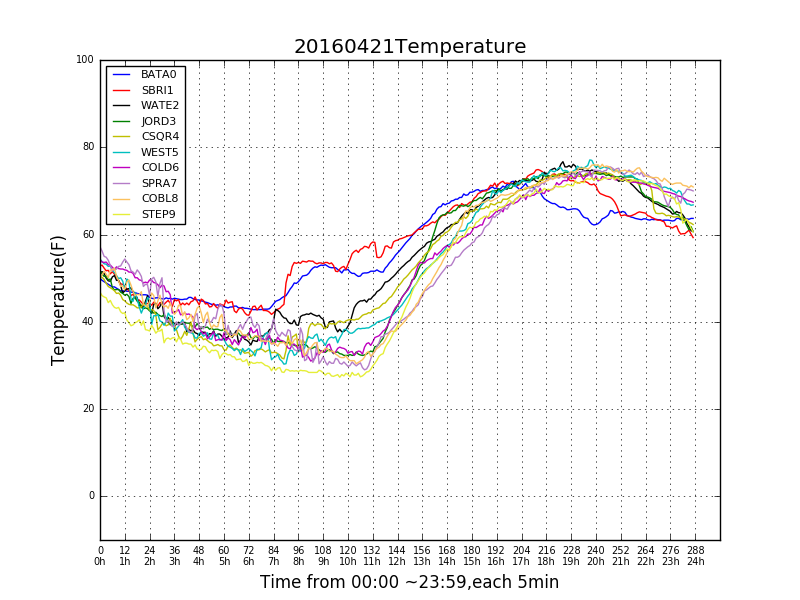 20160421Temperature
100
80
60
40
20
0
Temperature(F)
BATA0
SBRI1
WATE2
JORD3
CSQR4
WEST5
COLD6
SPRA7
COBL8
STEP9
0 12 24 36 48 60 72 84 96 108 120 132 144 156 168 180 192 204 216 228 240 252 264 276 288
0h 1h 2h 3h 4h 5h 6h 7h 8h 9h 10h 11h 12h 13h 14h 15h 16h 17h 18h 19h 20h 21h 22h 23h 24h
Time from 00:00 ~23:59,each 5min